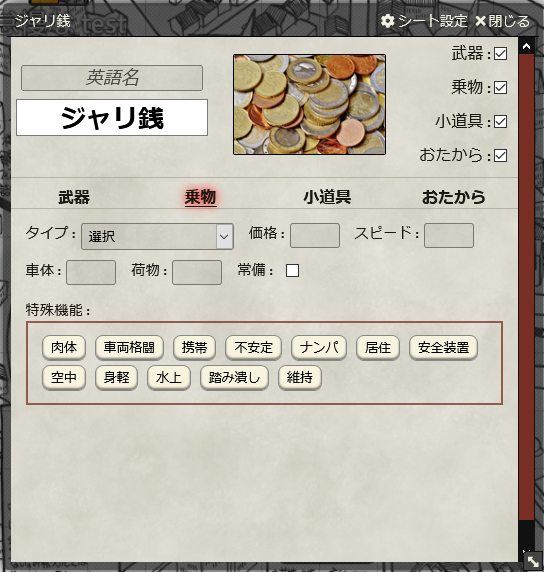 test
ジャリ銭 シート設定 閉じる
武器:
英語名
乗物:
ジャリ銭
小道具:
おたから:
武器 乗物 小道具 おたから
タイプ: 選択 価格: スピード:
車体: 荷物: 常備:
特殊機能:
肉体 車両格闘 携帯 不安定 ナンパ 居住 安全装置
空中 身軽 水上 踏み潰し 維持